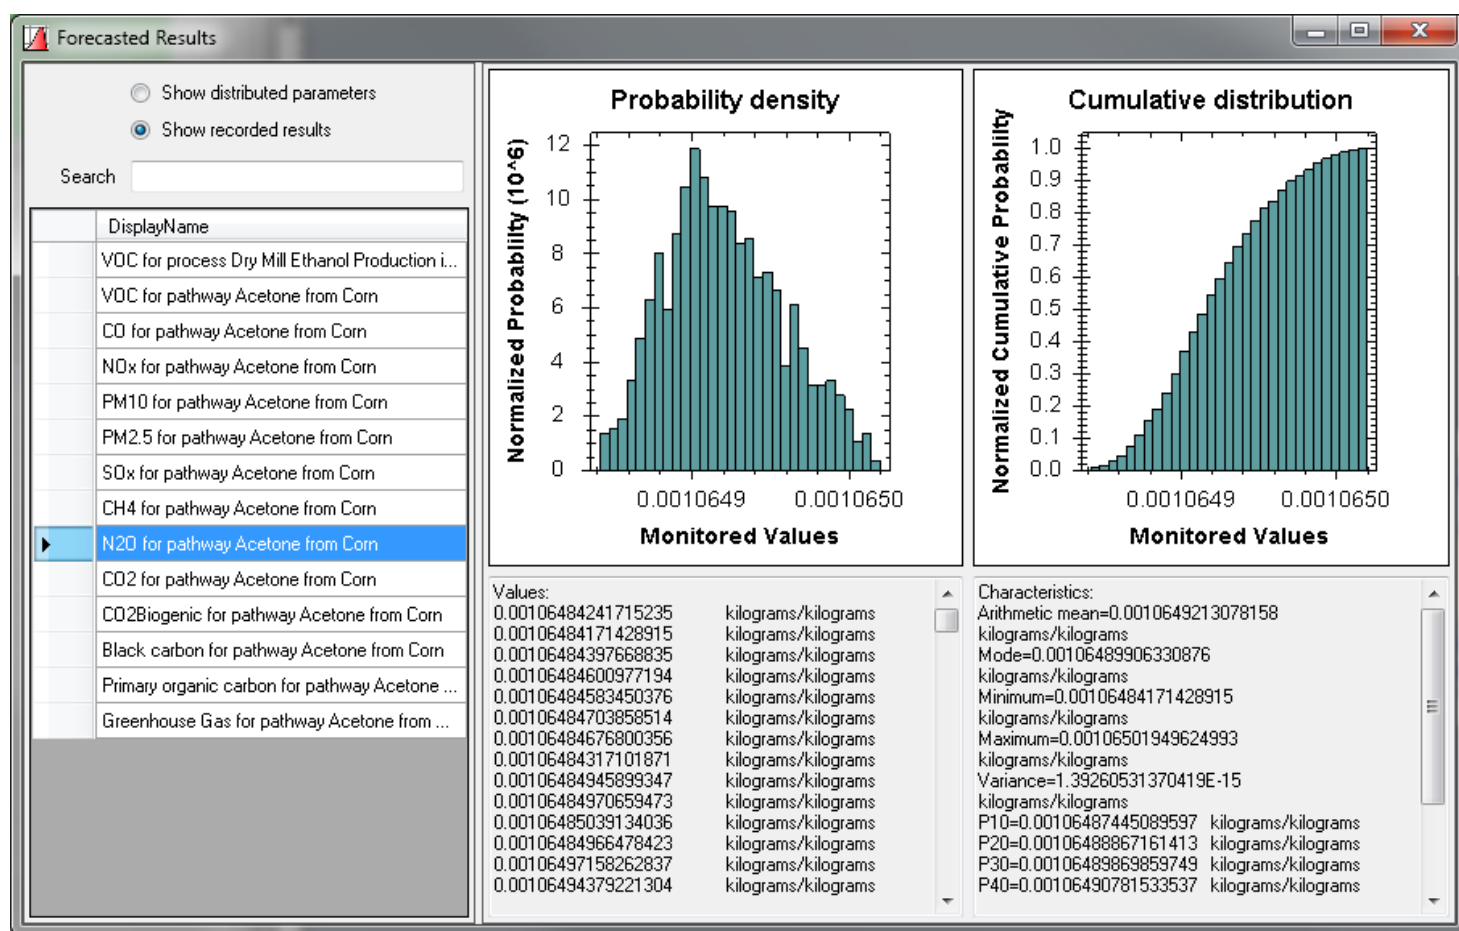 Forecasted Results
Show distributed parameters
Show recorded results
Search
DisplayName
VOC for process Dry Mill Ethanol Production i...
VOC for pathway Acetone from Corn
CO for pathway Acetone from Corn
NOx for pathway Acetone from Corn
PM10 for pathway Acetone from Corn
PM2.5 for pathway Acetone from Corn
SOx for pathway Acetone from Corn
CH4 for pathway Acetone from Corn
N2O for pathway Acetone from Corn
CO2 for pathway Acetone from Corn
CO2Biogenic for pathway Acetone from Corn
Black carbon for pathway Acetone from Corn
Primary organic carbon for pathway Acetone ...
Greenhouse Gas for pathway Acetone from ...
Probability density
Normalized Probablilty (10^6)
12
10
8
6
4
2
0
0.0010649 0.0010650
Monitored Values
Cumulative distribution
Normalized Cumulative Probablilty
1.0
0.9
0.8
0.7
0.6
0.5
0.4
0.3
0.2
0.1
0.0
0.0010649 0.0010650
Monitored Values
Values:
0.00106484241715235 kilograms/kilograms
0.00106484171428915 kilograms/kilograms
0.00106484397668835 kilograms/kilograms
0.00106484600977194 kilograms/kilograms
0.00106484583450376 kilograms/kilograms
0.00106484703858514 kilograms/kilograms
0.00106484676800356 kilograms/kilograms
0.00106484317101871 kilograms/kilograms
0.00106484945899347 kilograms/kilograms
0.00106484970659473 kilograms/kilograms
0.00106485039134036 kilograms/kilograms
0.00106484966478423 kilograms/kilograms
0.00106497158262837 kilograms/kilograms
0.00106494379221304 kilograms/kilograms
Characteristics:
Arithmetic mean=0.0010649213078158
kilograms/kilograms
Mode=0.00106489906330876
kilograms/kilograms
Minimum=0.00106484171428915
kilograms/kilograms
Maximum=0.00106501949624993
kilograms/kilograms
Variance=1.39260531370419E-15
kilograms/kilograms
P10=0.00106487445089597 kilograms/kilograms
P20=0.00106488867161413 kilograms/kilograms
P30=0.00106489869859749 kilograms/kilograms
P40=0.00106490781533537 kilograms/kilograms